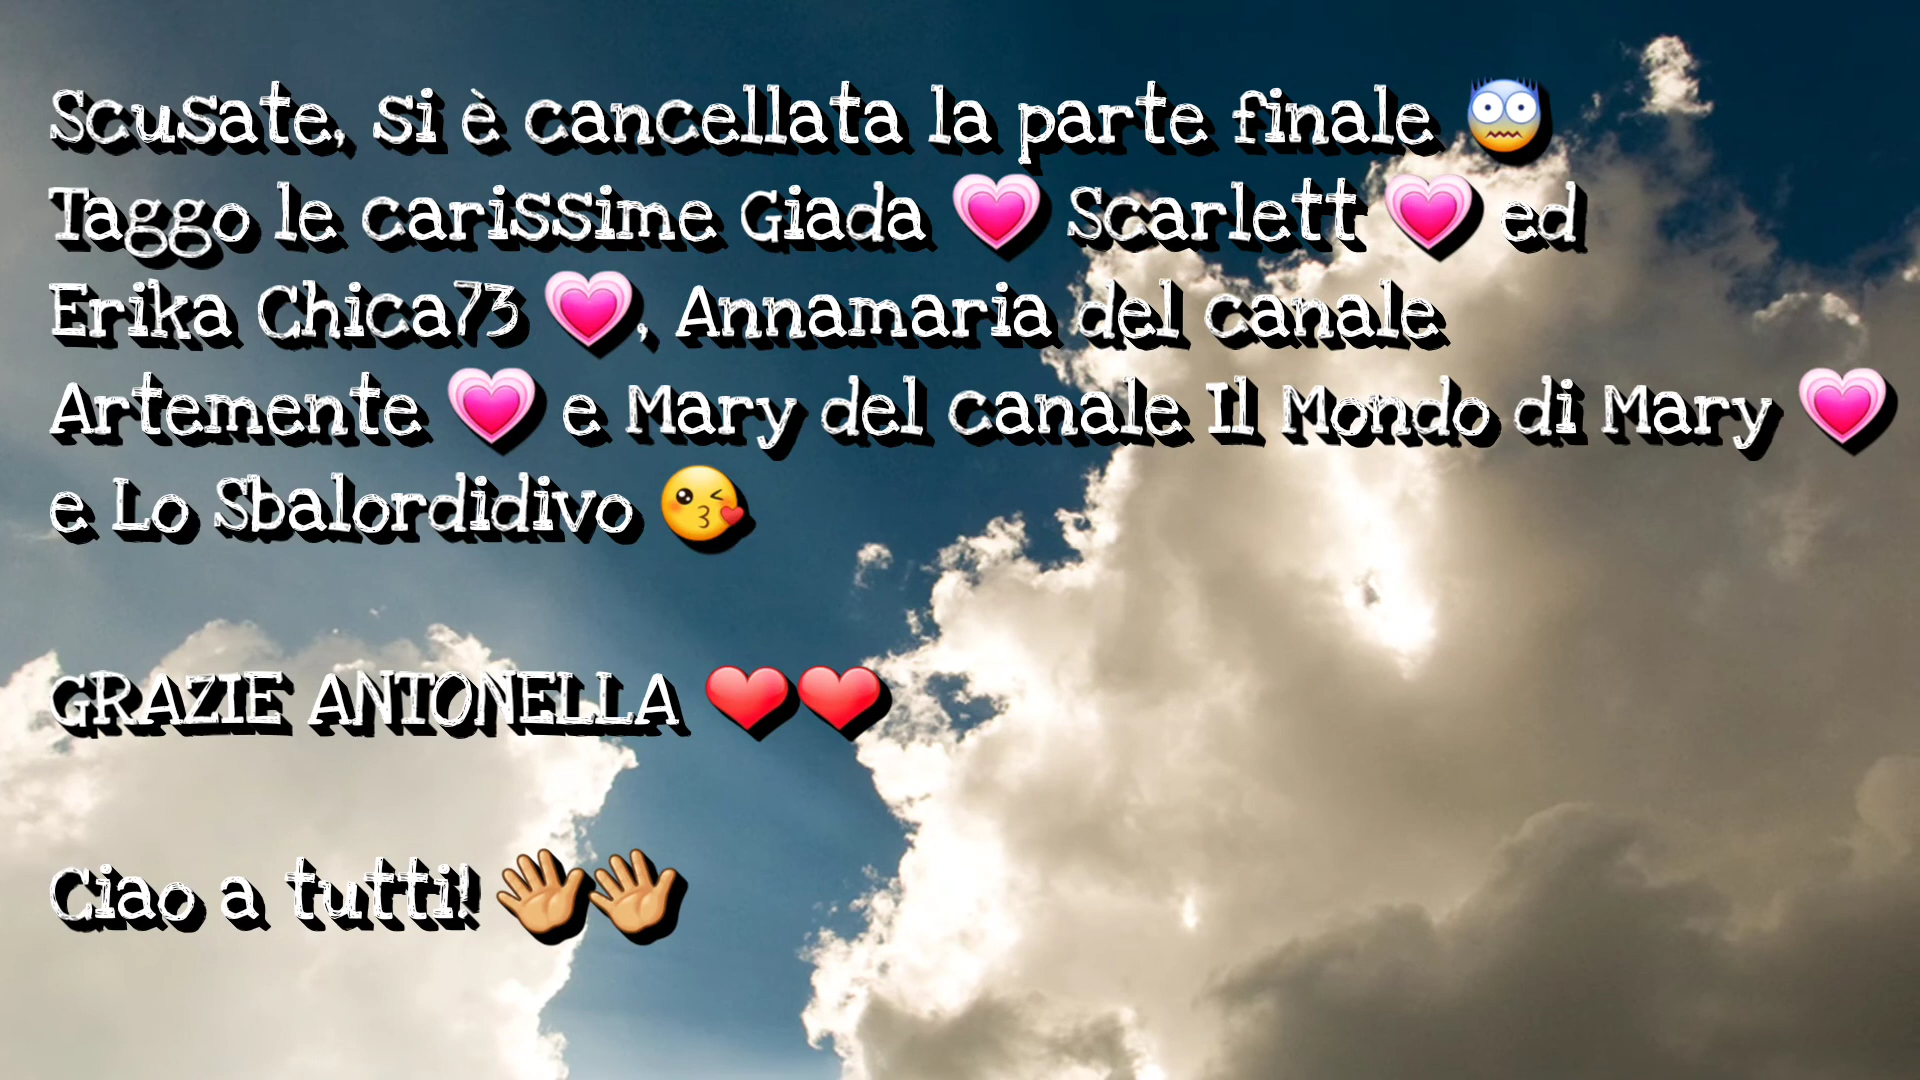 Scusate, si è cancellata la parte finale 😨
Taggo le carissime Giada 💗 Scarlett 💗 ed
Erika Chica73 💗, Annamaria del canale
Artemente 💗 e Mary del canale Il Mondo di Mary 💗
e Lo Sbalordidivo 😘
GRAZIE ANTONELLA ❤❤
Ciao a tutti! 👋🏽👋🏽